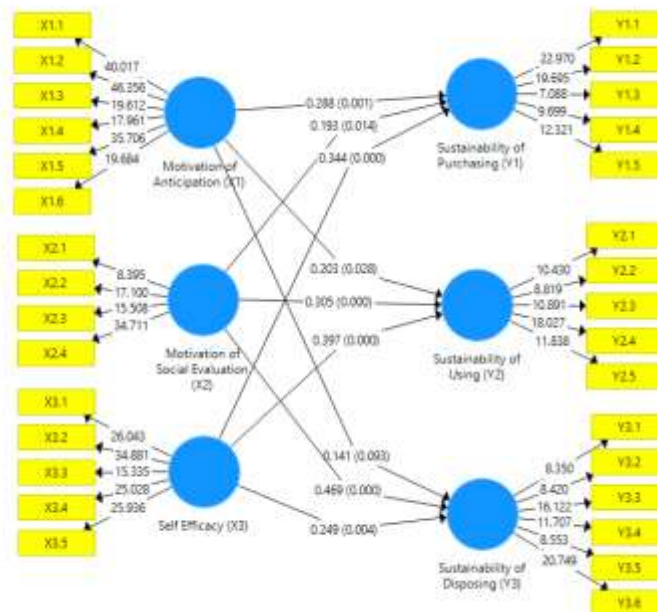 X1.1
X1.2
X1.3
X1.4
X1.5
X1.6
40.017
46.356
19.612
17.961
35.706
19.684
Motivation of
Anticipation (X1)
X2.1
X2.2
X2.3
X2.4
8.395
17.100
15.508
34.711
Motivation of
Social Evaluation
(X2)
X3.1
X3.2
X3.3
X3.4
X3.5
26.043
34.881
15.335
25.028
25.936
Self Efficacy (X3)
0.288 (0.001)
0.193 (0.014)
0.344 (0.000)
0.203 (0.028)
0.305 (0.000)
0.397 (0.000)
0.141 (0.093)
0.469 (0.000)
0.249 (0.004)
Sustainability of
Purchasing (Y1)
22.970
19.695
7.088
9.699
12.321
Y1.1
Y1.2
Y1.3
Y1.4
Y1.5
Sustainability of
Using (Y2)
10.430
8.819
10.891
18.027
11.838
Y2.1
Y2.2
Y2.3
Y2.4
Y2.5
Sustainability of
Disposing (Y3)
8.350
8.420
16.122
11.707
8.553
20.749
Y3.1
Y3.2
Y3.3
Y3.4
Y3.5
Y3.6